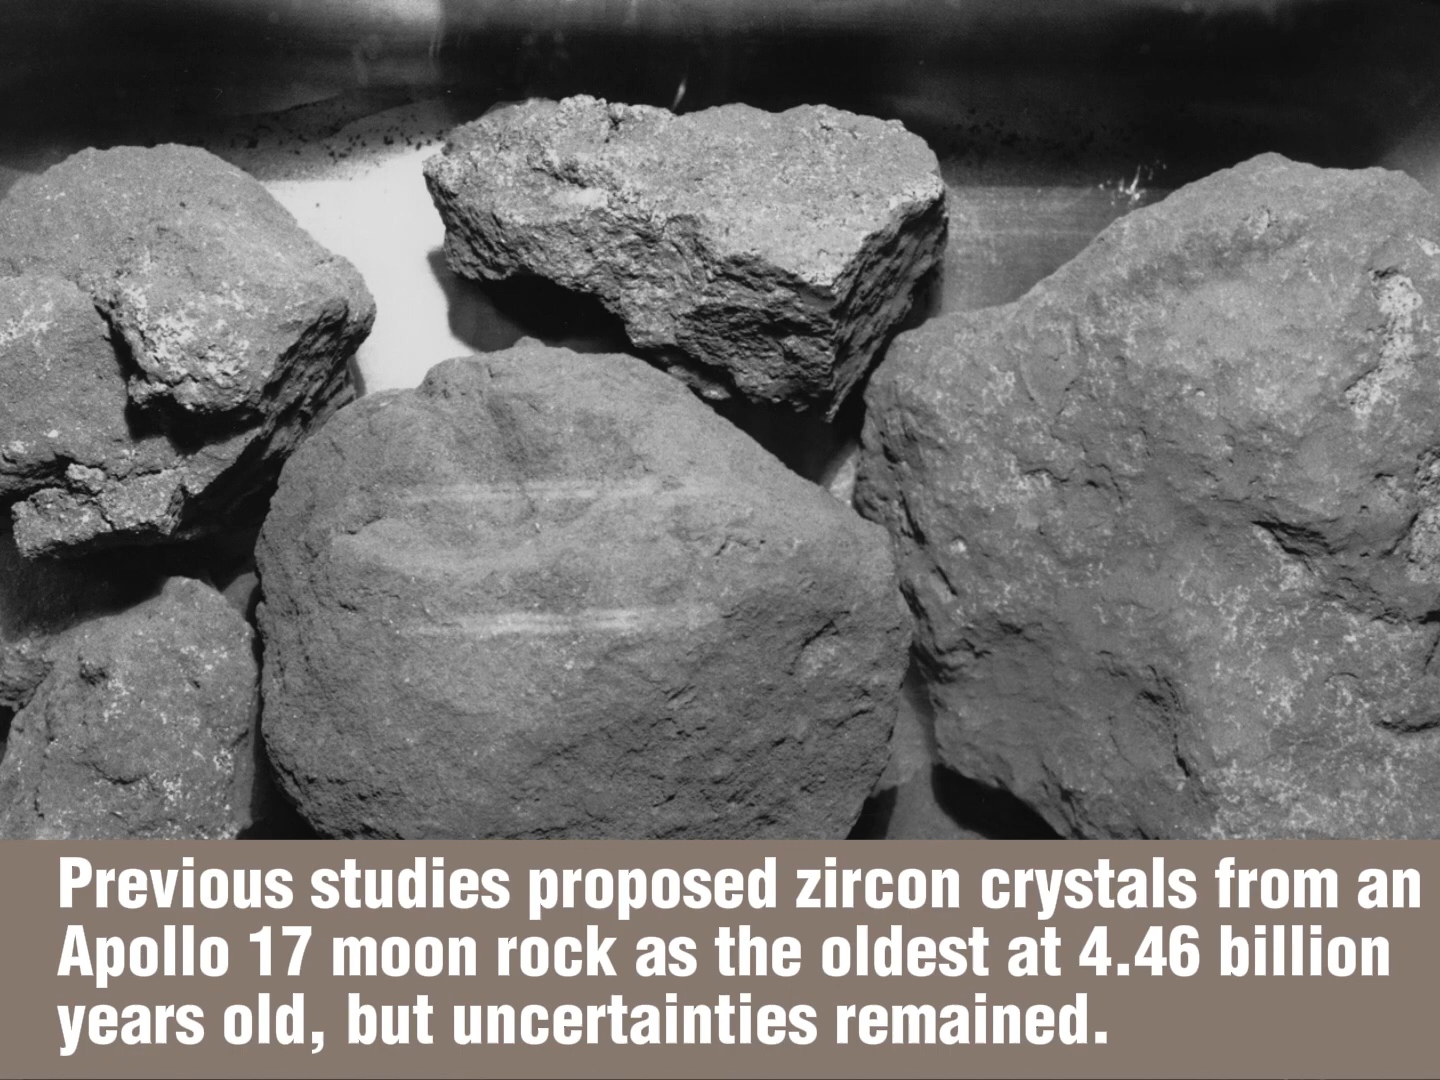 Previous studies proposed zircon crystals from an
Apollo 17 moon rock as the oldest at 4.46 billion
years old, but uncertainties remained.